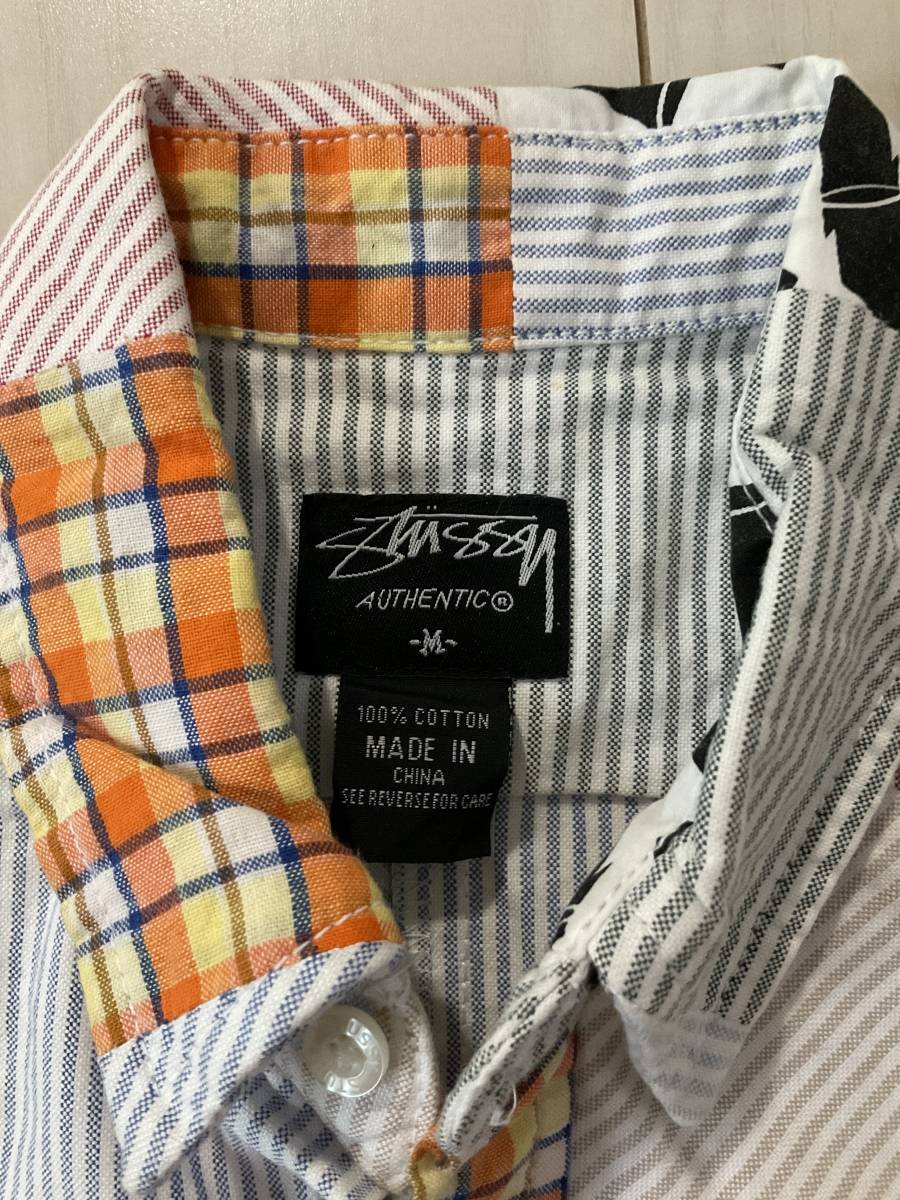 Stüssy
AUTHENTIC®
-M-
100% COTTON
MADE IN
CHINA
SEE REVERSE FOR CARE